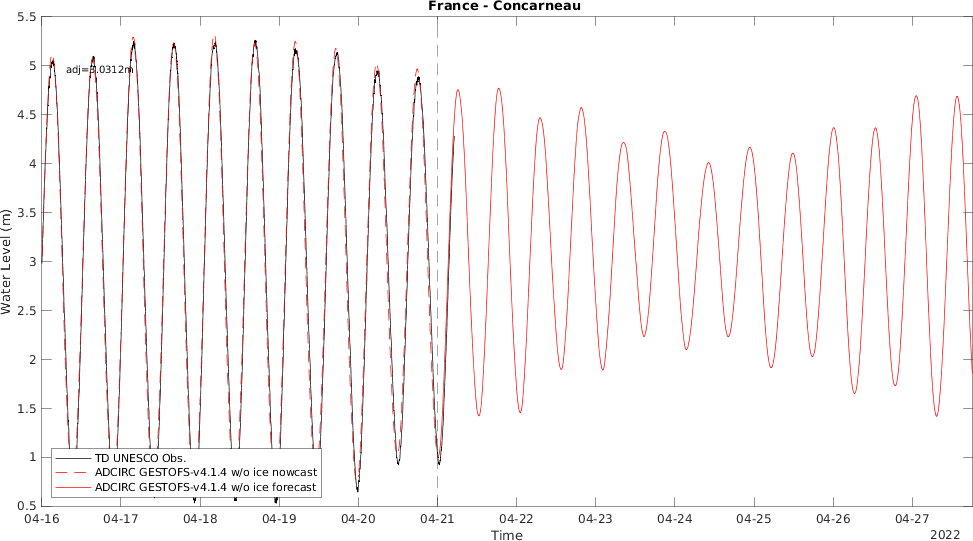 France - Concarneau
5.5
5
4.5
4
3.5
3
2.5
2
1.5
1
0.5
Water Level (m)
adj=3.0312m
TD UNESCO Obs.
ADCIRC GESTOFS-v4.1.4 w/o ice nowcast
ADCIRC GESTOFS-v4.1.4 w/o ice forecast
04-16 04-17 04-18 04-19 04-20 04-21 04-22 04-23 04-24 04-25 04-26 04-27
Time
2022